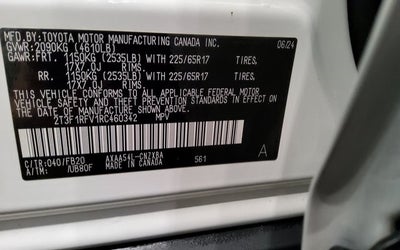 MFD.BY:TOYOTA MOTOR MANUFACTURING CANADA INC. 06/24
GVWR:2090KG (4610LB)
GAWR:FRT. 1150KG (2535LB) WITH 225/65R17 TIRES,
17X7.0J RIMS,
RR. 1150KG (2535LB) WITH 225/65R17 TIRES,
17X7.0J RIMS,
THIS VEHICLE CONFORMS TO ALL APPLICABLE FEDERAL MOTOR
VEHICLE SAFETY AND THEFT PREVENTION STANDARDS IN EFFECT ON
THE DATE OF MANUFACTURE SHOWN ABOVE.
2T3F1RFV1RC460342 MPV
C/TR:040/FB20 AXAA54L-CNZXBA 561 A
A/TM: /UB80F MADE IN CANADA